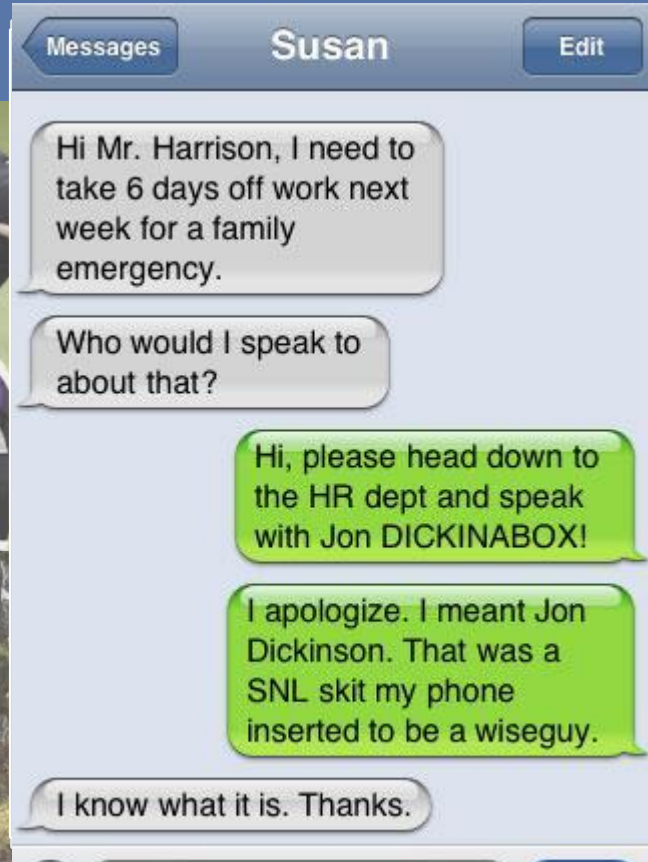 Messages
Susan
Edit
Hi Mr. Harrison, I need to
take 6 days off work next
week for a family
emergency.
Who would I speak to
about that?
Hi, please head down to
the HR dept and speak
with Jon DICKINABOX!
I apologize. I meant Jon
Dickinson. That was a
SNL skit my phone
inserted to be a wiseguy.
I know what it is. Thanks.